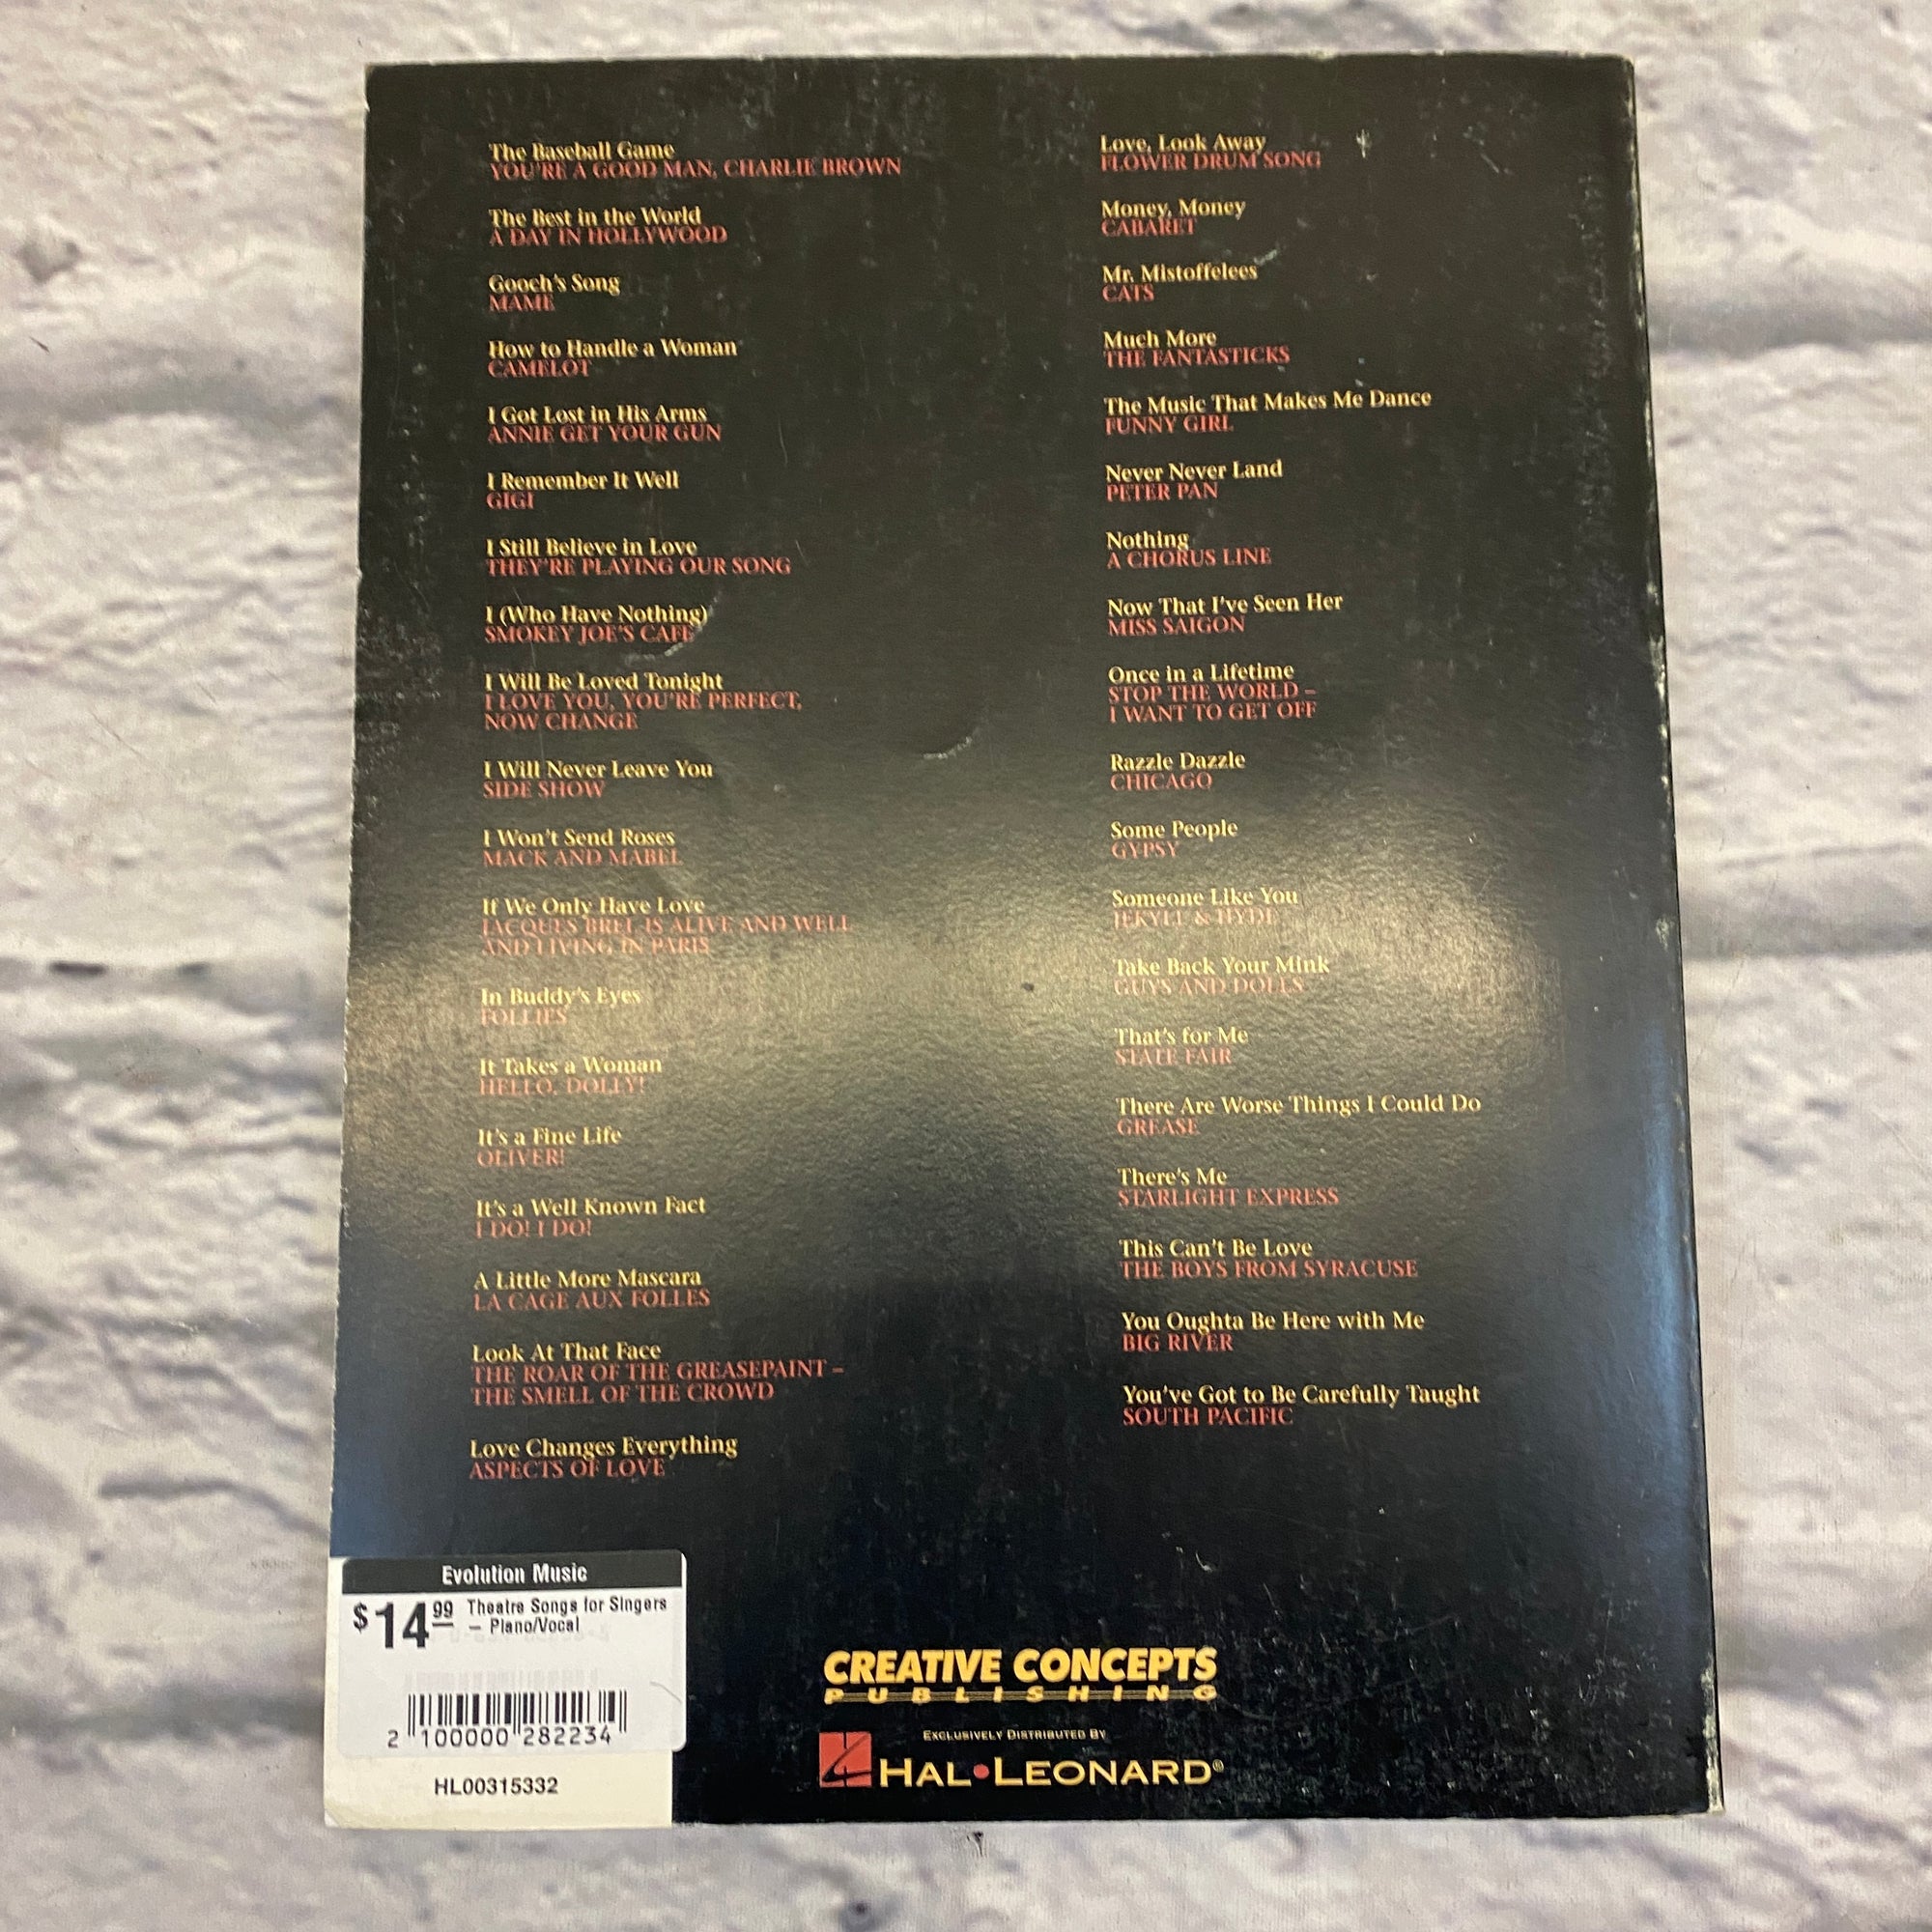 The Baseball Game
YOU'RE A GOOD MAN, CHARLIE BROWN
The Best in the World
A DAY IN HOLLYWOOD
Gooch's Song
MAME
How to Handle a Woman
CAMELOT
I Got Lost in His Arms
ANNIE GET YOUR GUN
I Remember It Well
GIGI
I Still Believe in Love
THEY'RE PLAYING OUR SONG
I (Who Have Nothing)
SMOKEY JOE'S CAFE
I Will Be Loved Tonight
I LOVE YOU, YOU'RE PERFECT,
NOW CHANGE
I Will Never Leave You
SIDE SHOW
I Won't Send Roses
MACK AND MABEL
If We Only Have Love
JACQUES BREL IS ALIVE AND WELL
AND LIVING IN PARIS
In Buddy's Eyes
FOLLIES
It Takes a Woman
HELLO, DOLLY!
It's a Fine Life
OLIVER!
It's a Well Known Fact
I DO! I DO!
A Little More Mascara
LA CAGE AUX FOLLES
Look At That Face
THE ROAR OF THE GREASEPAINT –
THE SMELL OF THE CROWD
Love Changes Everything
ASPECTS OF LOVE
Love, Look Away
FLOWER DRUM SONG
Money, Money
CABARET
Mr. Mistoffelees
CATS
Much More
THE FANTASTICKS
The Music That Makes Me Dance
FUNNY GIRL
Never Never Land
PETER PAN
Nothing
A CHORUS LINE
Now That I've Seen Her
MISS SAIGON
Once in a Lifetime
STOP THE WORLD –
I WANT TO GET OFF
Razzle Dazzle
CHICAGO
Some People
GYPSY
Someone Like You
JEKYLL & HYDE
Take Back Your Mink
GUYS AND DOLLS
That's for Me
STATE FAIR
There Are Worse Things I Could Do
GREASE
There's Me
STARLIGHT EXPRESS
This Can't Be Love
THE BOYS FROM SYRACUSE
You Oughta Be Here with Me
BIG RIVER
You've Got to Be Carefully Taught
SOUTH PACIFIC
Evolution Music
$14.99 Theatre Songs for Singers
– Piano/Vocal
2 100000 282234
HL00315332
CREATIVE CONCEPTS
PUBLISHING
EXCLUSIVELY DISTRIBUTED BY
HAL•LEONARD®